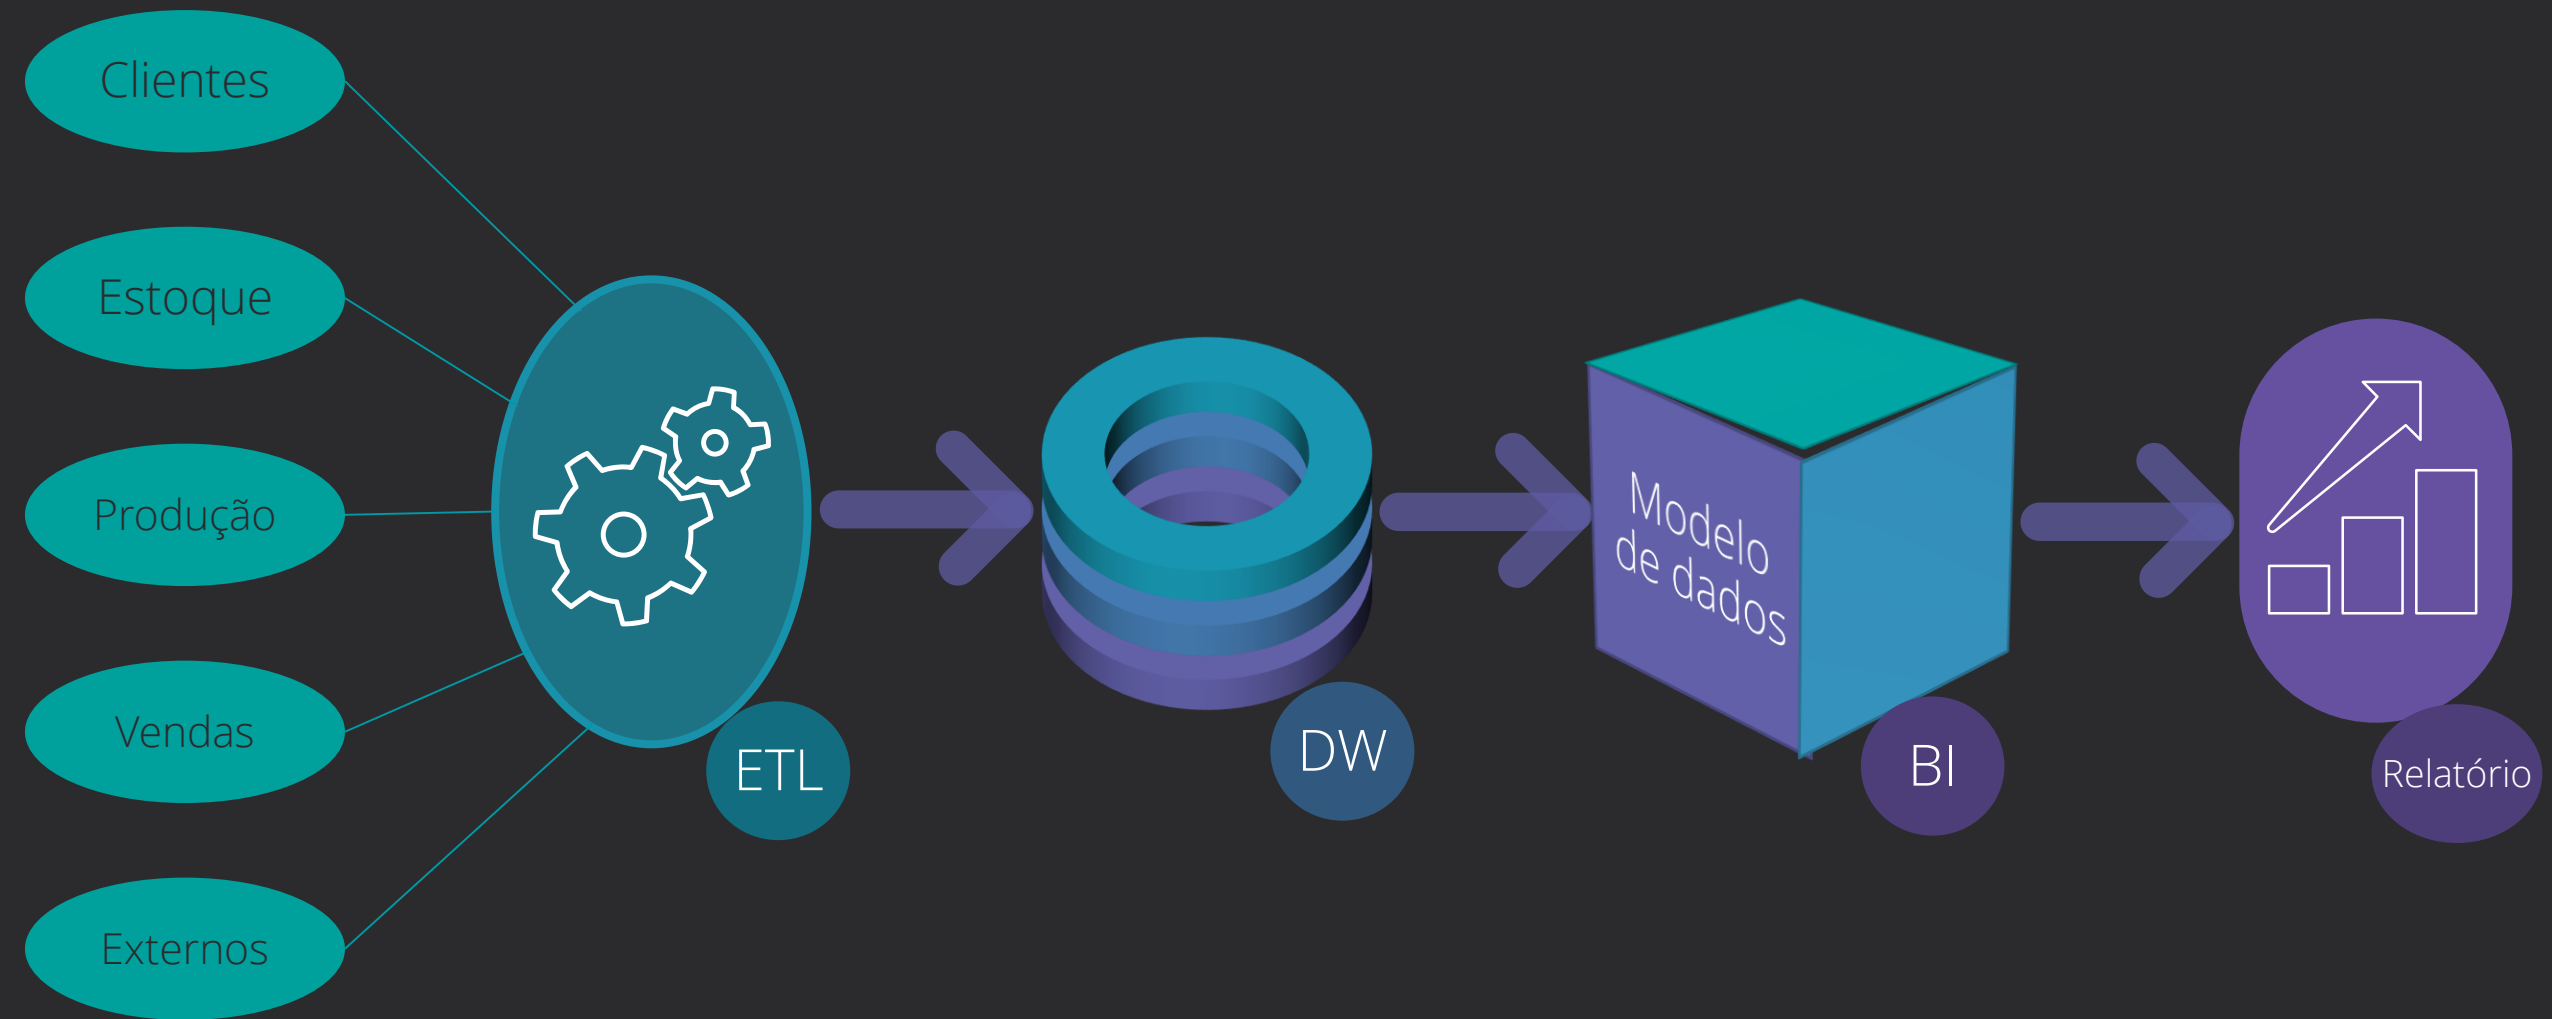 Clientes
Estoque
Produção
Vendas
Externos
ETL
DW
Modelo
de dados
BI
Relatório